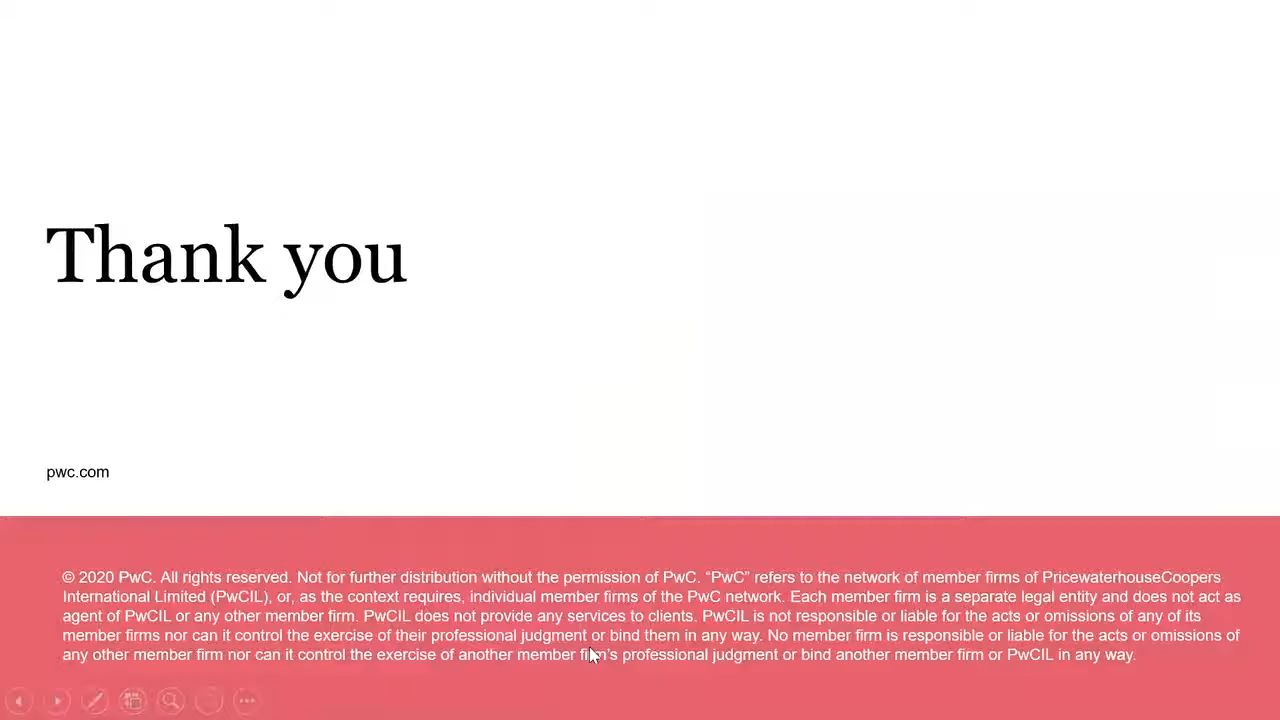 Thank you
pwc.com
© 2020 PwC. All rights reserved. Not for further distribution without the permission of PwC. “PwC” refers to the network of member firms of PricewaterhouseCoopers
International Limited (PwCIL), or, as the context requires, individual member firms of the PwC network. Each member firm is a separate legal entity and does not act as
agent of PwCIL or any other member firm. PwCIL does not provide any services to clients. PwCIL is not responsible or liable for the acts or omissions of any of its
member firms nor can it control the exercise of their professional judgment or bind them in any way. No member firm is responsible or liable for the acts or omissions of
any other member firm nor can it control the exercise of another member firm’s professional judgment or bind another member firm or PwCIL in any way.